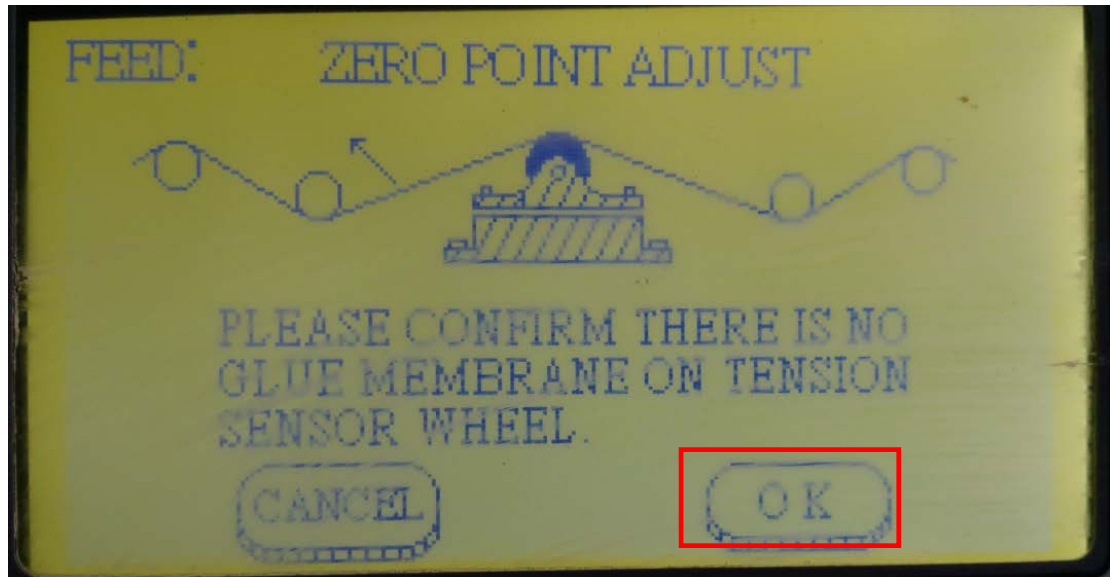 FEED: ZERO POINT ADJUST
PLEASE CONFIRM THERE IS NO
GLUE MEMBRANE ON TENSION
SENSOR WHEEL.
CANCEL OK